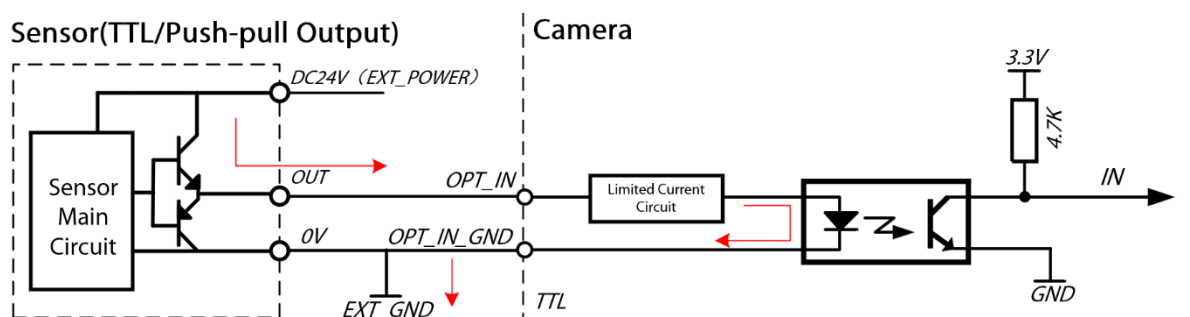 Sensor(TTL/Push-pull Output)
Camera
DC24V（EXT_POWER）
3.3V
4.7K
Sensor
Main
Circuit
OUT
OPT_IN
Limited Current
Circuit
IN
0V
OPT_IN_GND
EXT_GND
TTL
GND